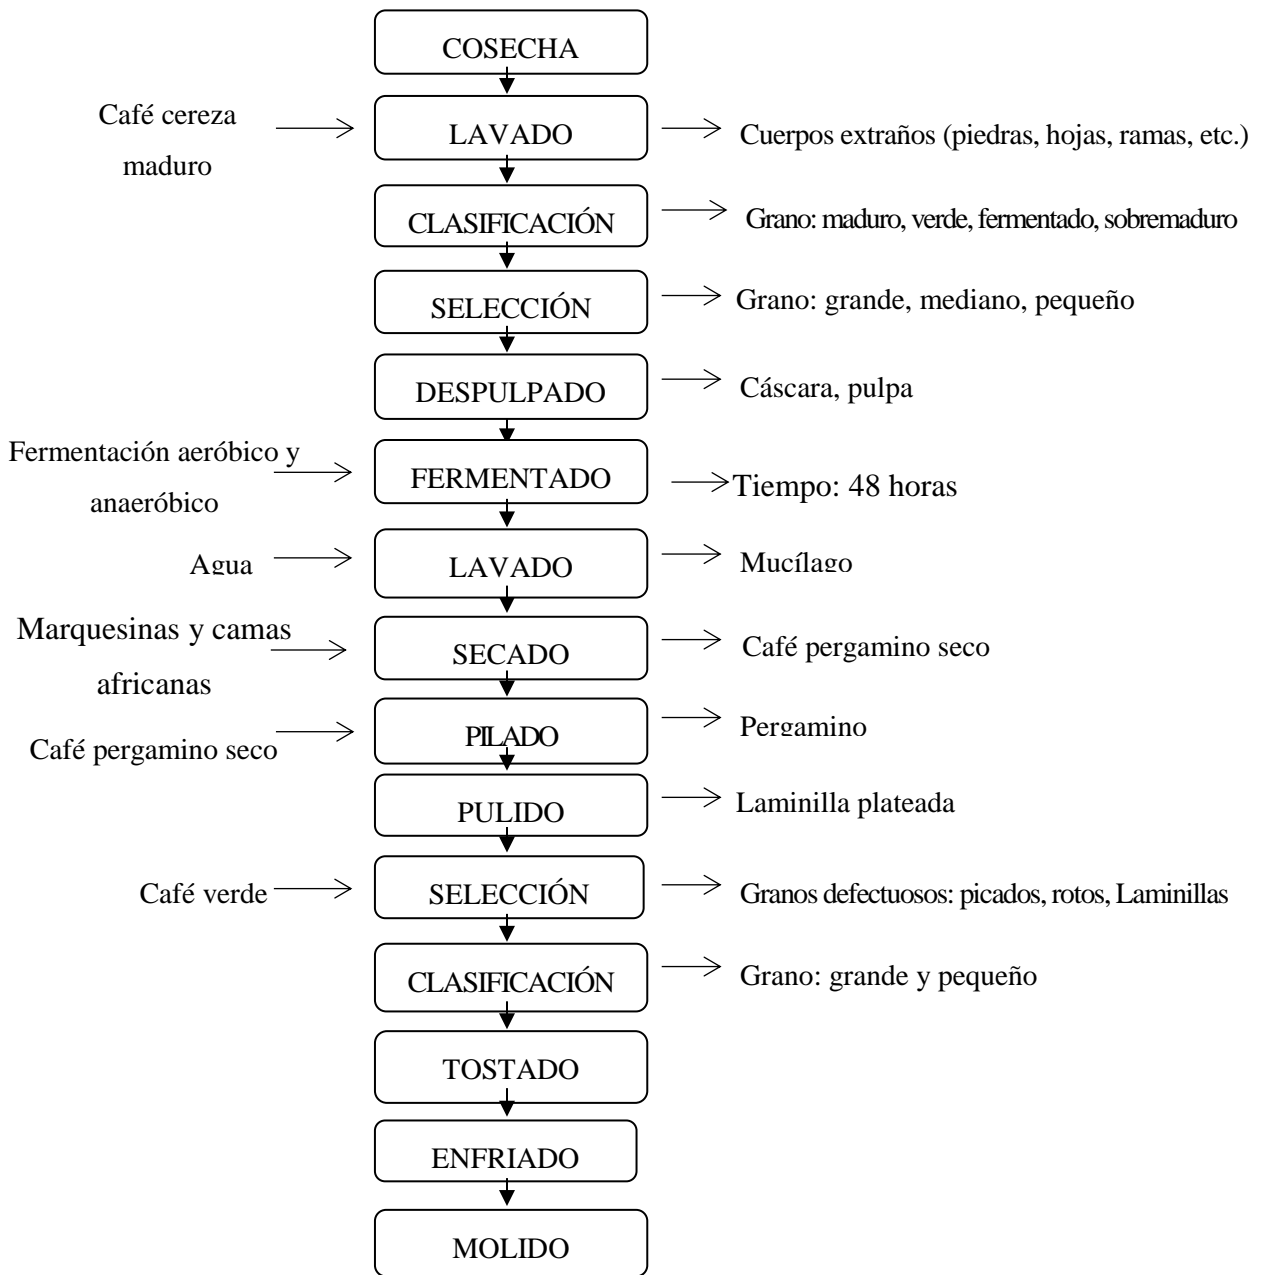 COSECHA
Café cereza
maduro
LAVADO
Cuerpos extraños (piedras, hojas, ramas, etc.)
CLASIFICACIÓN
Grano: maduro, verde, fermentado, sobremaduro
SELECCIÓN
Grano: grande, mediano, pequeño
DESPULPADO
Cáscara, pulpa
Fermentación aeróbico y
anaeróbico
FERMENTADO
Tiempo: 48 horas
Agua
LAVADO
Mucílago
Marquesinas y camas
africanas
SECADO
Café pergamino seco
Café pergamino seco
PILADO
Pergamino
PULIDO
Laminilla plateada
Café verde
SELECCIÓN
Granos defectuosos: picados, rotos, Laminillas
CLASIFICACIÓN
Grano: grande y pequeño
TOSTADO
ENFRIADO
MOLIDO